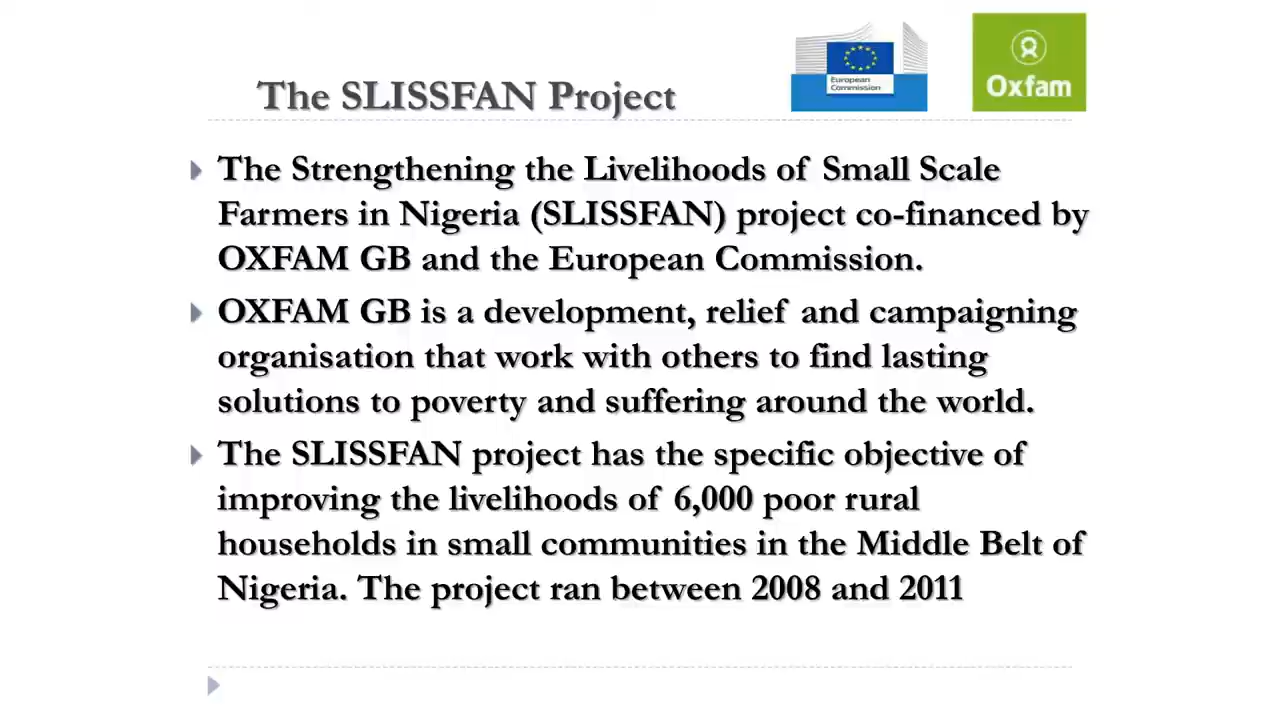 The SLISSFAN Project
European
Commission
Oxfam
The Strengthening the Livelihoods of Small Scale
Farmers in Nigeria (SLISSFAN) project co-financed by
OXFAM GB and the European Commission.
OXFAM GB is a development, relief and campaigning
organisation that work with others to find lasting
solutions to poverty and suffering around the world.
The SLISSFAN project has the specific objective of
improving the livelihoods of 6,000 poor rural
households in small communities in the Middle Belt of
Nigeria. The project ran between 2008 and 2011